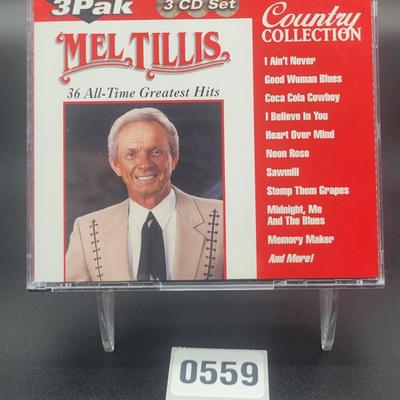 3Pak
3 CD Set
MEL TILLIS
36 All-Time Greatest Hits
Country
COLLECTION
I Ain't Never
Good Woman Blues
Coca Cola Cowboy
I Believe in You
Heart Over Mind
Neon Rose
Sawmill
Stomp Them Grapes
Midnight, Me
And The Blues
Memory Maker
And More!
0559